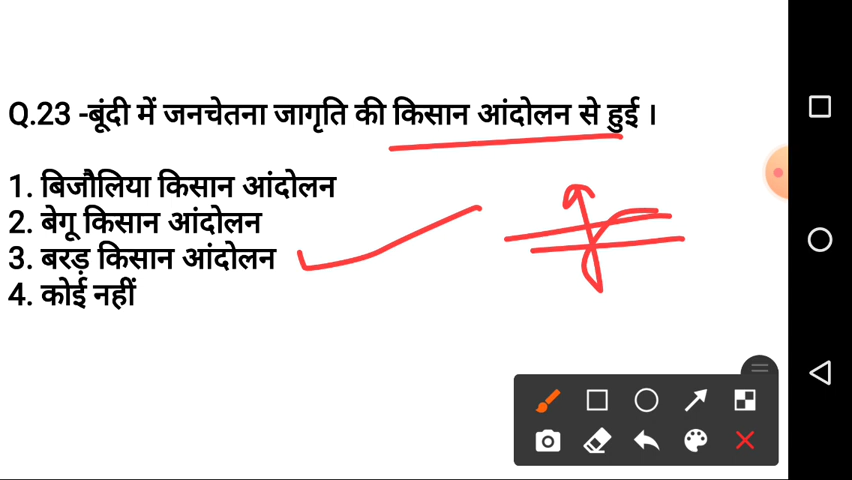 Q.23 -बूंदी में जनचेतना जागृति की किसान आंदोलन से हुई ।
1. बिजौलिया किसान आंदोलन
2. बेगू किसान आंदोलन
3. बरड़ किसान आंदोलन
4. कोई नहीं